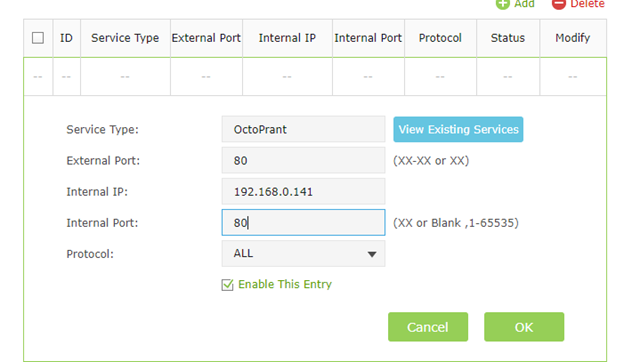 Add Delete
ID Service Type External Port Internal IP Internal Port Protocol Status Modify
-- -- -- -- -- -- -- -- --
Service Type: OctoPrant View Existing Services
External Port: 80 (XX-XX or XX)
Internal IP: 192.168.0.141
Internal Port: 80 (XX or Blank ,1-65535)
Protocol: ALL
Enable This Entry
Cancel OK